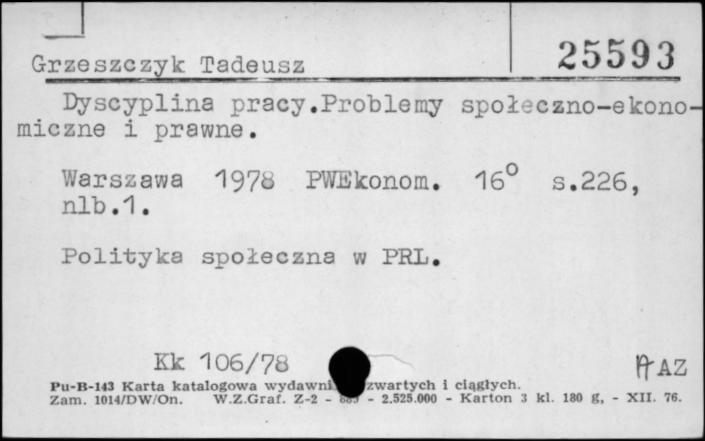 25593
Grzeszczyk Tadeusz
Dyscyplina pracy.Problemy społeczno-ekono-
miczne i prawne.
Warszawa 1978 PWEkonom. 16° s.226,
nlb.1.
Polityka społeczna w PRL.
Kk 106/78 AZ
Pu-B-143 Karta katalogowa zwartych i ciągłych.
Zam. 1014/DW/On. W.Z.Graf. Z-2 - - 2.525.000 - Karton 3 kl. 180 g, - XII. 76.